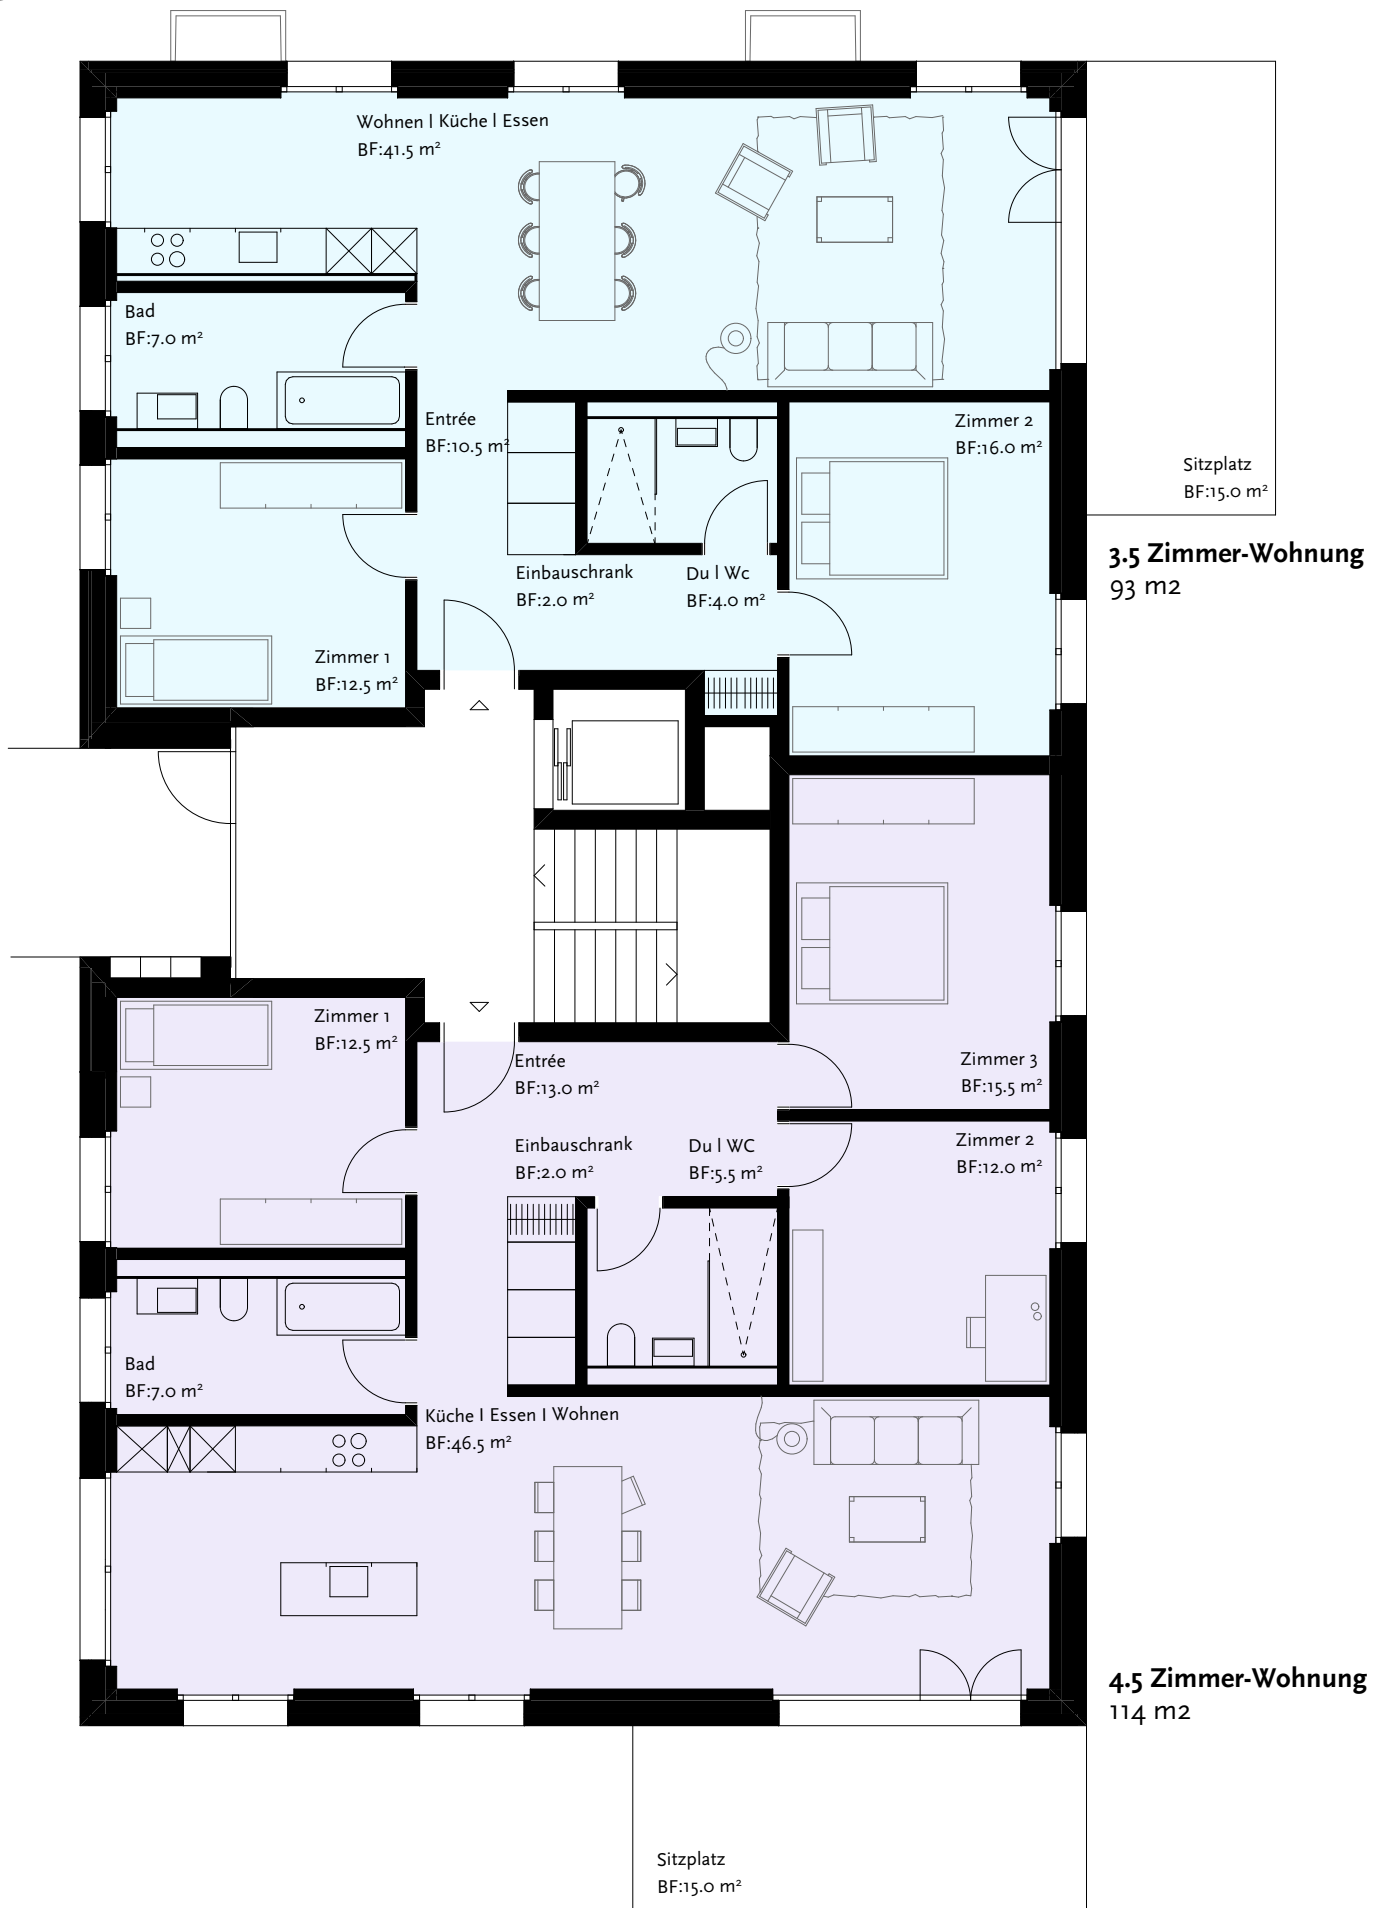 Wohnen | Küche | Essen
BF:41.5 m²
Bad
BF:7.0 m²
Entrée
BF:10.5 m²
Zimmer 2
BF:16.0 m²
Sitzplatz
BF:15.0 m²
3.5 Zimmer-Wohnung
93 m2
Einbauschrank
BF:2.0 m²
Du | Wc
BF:4.0 m²
Zimmer 1
BF:12.5 m²
Zimmer 1
BF:12.5 m²
Entrée
BF:13.0 m²
Zimmer 3
BF:15.5 m²
Einbauschrank
BF:2.0 m²
Du | WC
BF:5.5 m²
Zimmer 2
BF:12.0 m²
Bad
BF:7.0 m²
Küche | Essen | Wohnen
BF:46.5 m²
4.5 Zimmer-Wohnung
114 m2
Sitzplatz
BF:15.0 m²